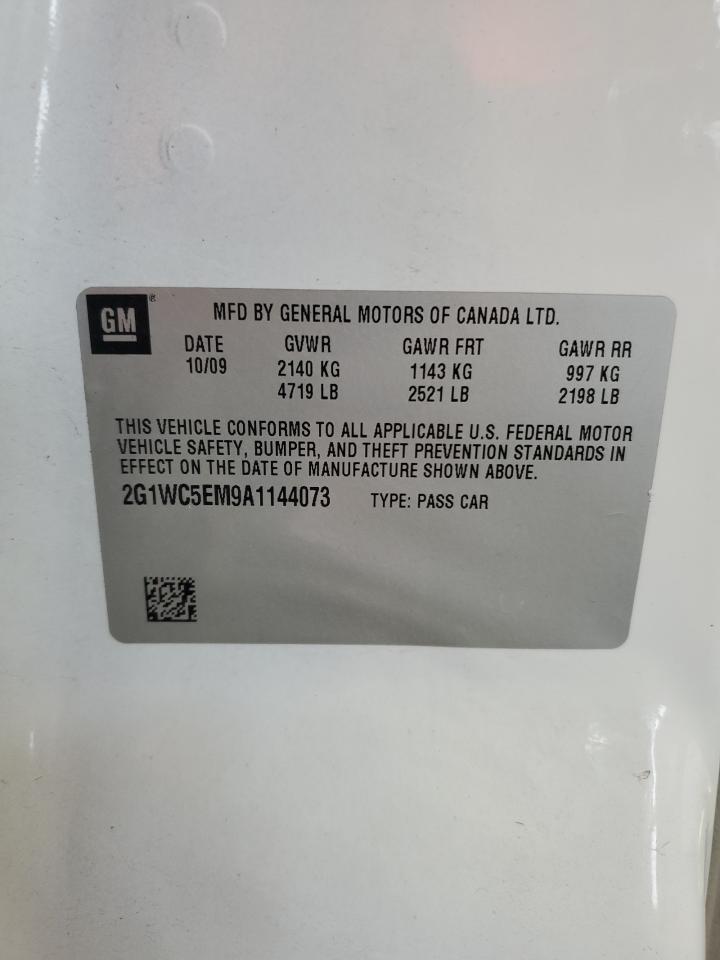 GM®
MFD BY GENERAL MOTORS OF CANADA LTD.
DATE GVWR GAWR FRT GAWR RR
10/09 2140 KG 1143 KG 997 KG
4719 LB 2521 LB 2198 LB
THIS VEHICLE CONFORMS TO ALL APPLICABLE U.S. FEDERAL MOTOR
VEHICLE SAFETY, BUMPER, AND THEFT PREVENTION STANDARDS IN
EFFECT ON THE DATE OF MANUFACTURE SHOWN ABOVE.
2G1WC5EM9A1144073 TYPE: PASS CAR